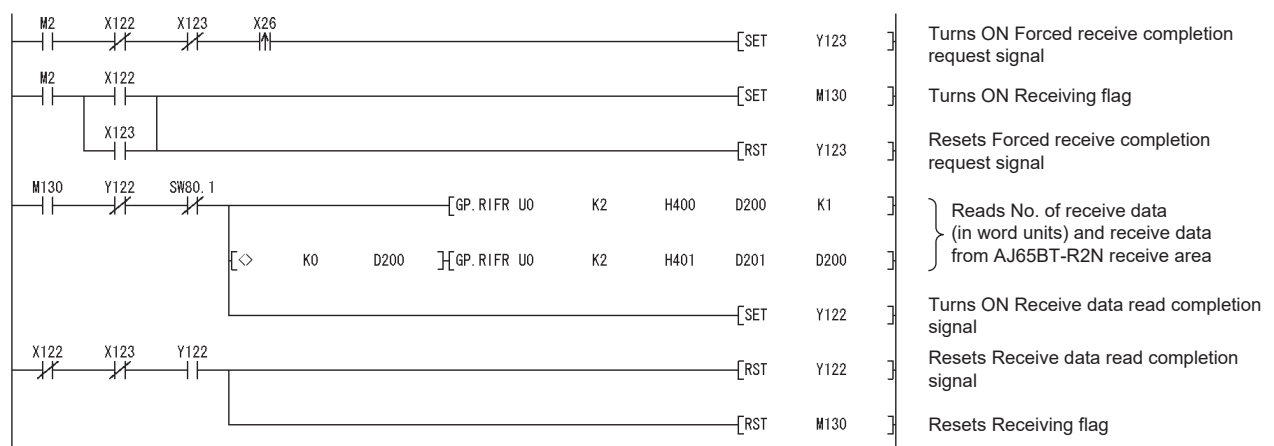 M2 X122 X123 X26
SET Y123
Turns ON Forced receive completion
request signal
M2 X122
SET M130
Turns ON Receiving flag
X123
RST Y123
Resets Forced receive completion
request signal
M130 Y122 SW80.1
GP.RIFR U0 K2 H400 D200 K1
<> K0 D200 GP.RIFR U0 K2 H401 D201 D200
Reads No. of receive data
(in word units) and receive data
from AJ65BT-R2N receive area
SET Y122
Turns ON Receive data read completion
signal
X122 X123 Y122
RST Y122
Resets Receive data read completion
signal
RST M130
Resets Receiving flag